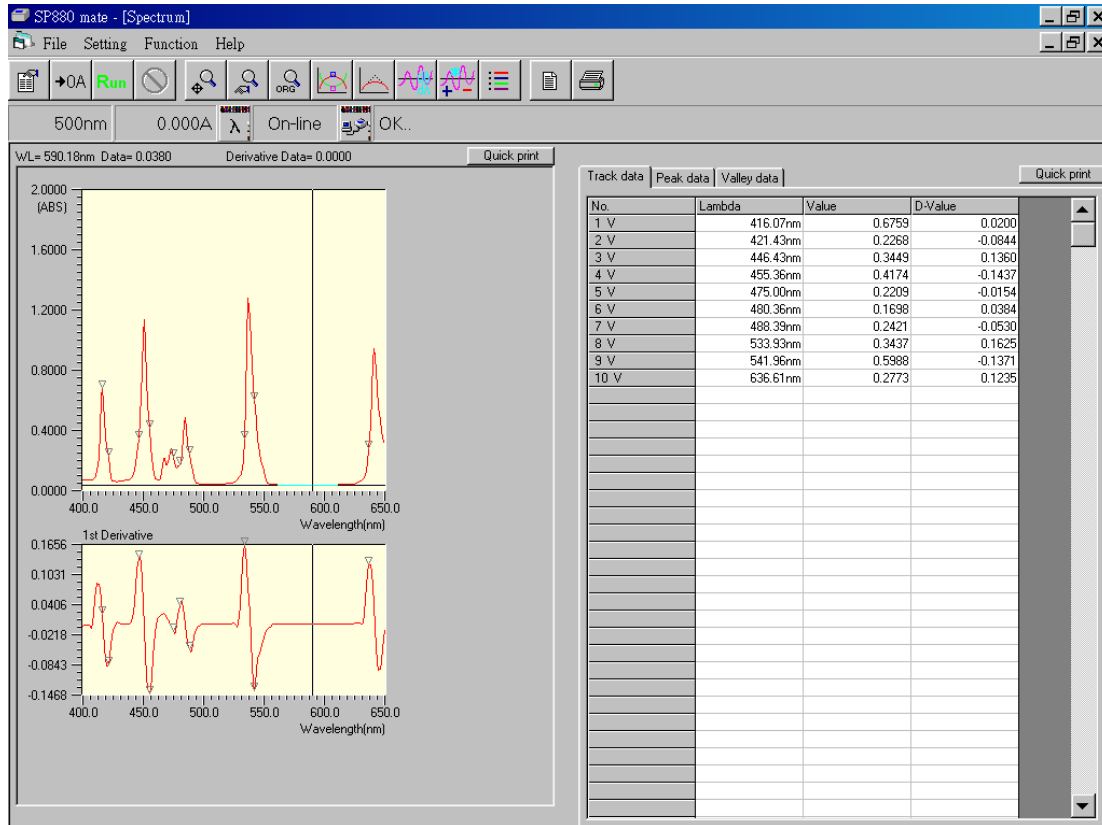 SP880 mate - [Spectrum]
File Setting Function Help
→0A Run ORG
500nm 0.000A λ: On-line OK..
WL= 590.18nm Data= 0.0380 Derivative Data= 0.0000 Quick print
2.0000
(ABS)
1.6000
1.2000
0.8000
0.4000
0.0000
400.0 450.0 500.0 550.0 600.0 650.0
Wavelength(nm)
1st Derivative
0.1656
0.1031
0.0406
-0.0218
-0.0843
-0.1468
400.0 450.0 500.0 550.0 600.0 650.0
Wavelength(nm)
Track data Peak data Valley data Quick print
No. Lambda Value D-Value
1 V 416.07nm 0.6759 0.0200
2 V 421.43nm 0.2268 -0.0844
3 V 446.43nm 0.3449 0.1360
4 V 455.36nm 0.4174 -0.1437
5 V 475.00nm 0.2209 -0.0154
6 V 480.36nm 0.1698 0.0384
7 V 488.39nm 0.2421 -0.0530
8 V 533.93nm 0.3437 0.1625
9 V 541.96nm 0.5988 -0.1371
10 V 636.61nm 0.2773 0.1235